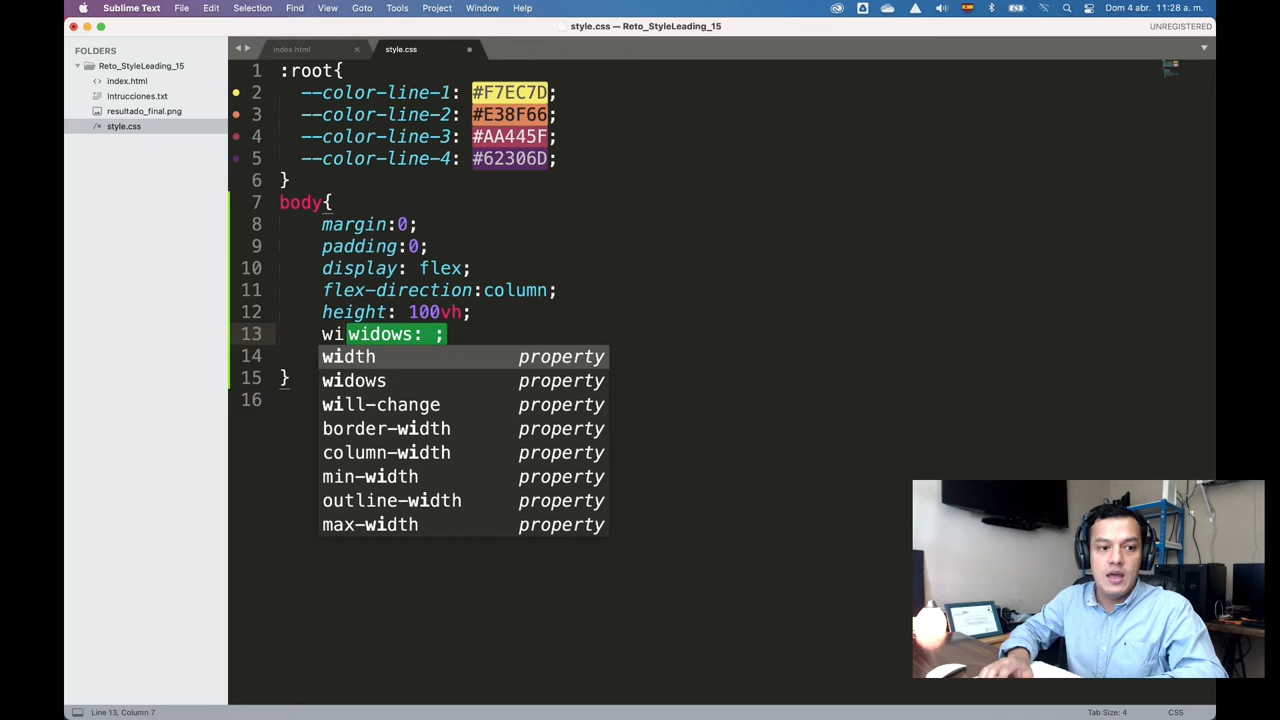 Sublime Text File Edit Selection Find View Goto Tools Project Window Help Dom 4 abr. 11:28 a. m.
style.css — Reto_StyleLeading_15 UNREGISTERED
FOLDERS
Reto_StyleLeading_15
index.html
Intrucciones.txt
resultado_final.png
style.css
index.html style.css
1 :root{
2 --color-line-1: #F7EC7D;
3 --color-line-2: #E38F66;
4 --color-line-3: #AA445F;
5 --color-line-4: #62306D;
6 }
7 body{
8 margin:0;
9 padding:0;
10 display: flex;
11 flex-direction:column;
12 height: 100vh;
13 wi widows: ;
14
15 }
16
width property
widows property
will-change property
border-width property
column-width property
min-width property
outline-width property
max-width property
Line 13, Column 7 Tab Size: 4 CSS